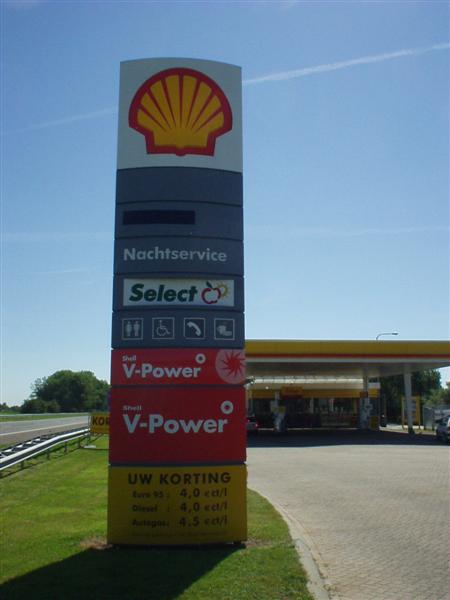 Nachtservice
Select
Shell
V-Power
Shell
V-Power
UW KORTING
Euro 95 : 4,0 €ct/l
Diesel : 4,0 €ct/l
Autogas: 4,5 €ct/l
KOR